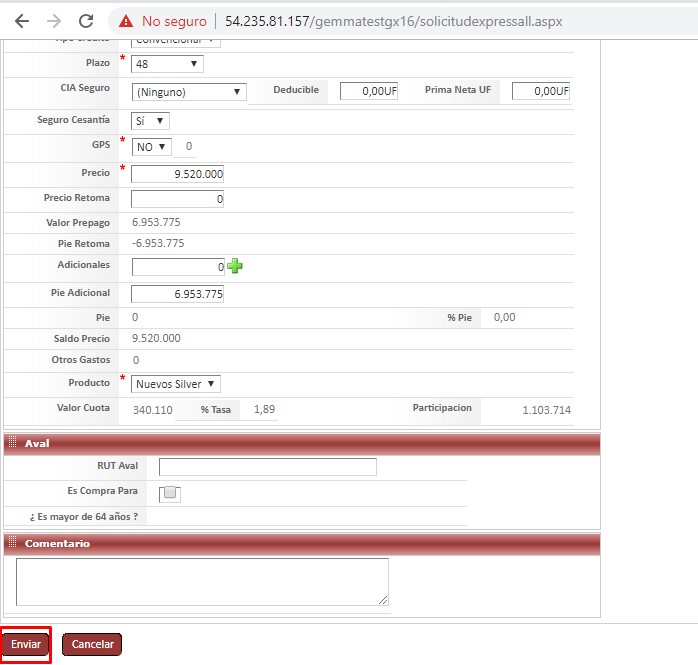 No seguro | 54.235.81.157/gemmatestgx16/solicitudexpressall.aspx
Tipo Crédito Convencional
Plazo * 48
CIA Seguro (Ninguno) Deducible 0,00UF Prima Neta UF 0,00UF
Seguro Cesantía Sí
GPS * NO 0
Precio * 9.520.000
Precio Retoma 0
Valor Prepago 6.953.775
Pie Retoma -6.953.775
Adicionales 0
Pie Adicional 6.953.775
Pie 0 % Pie 0,00
Saldo Precio 9.520.000
Otros Gastos 0
Producto * Nuevos Silver
Valor Cuota 340.110 % Tasa 1,89 Participacion 1.103.714
Aval
RUT Aval
Es Compra Para
¿ Es mayor de 64 años ?
Comentario
Enviar Cancelar